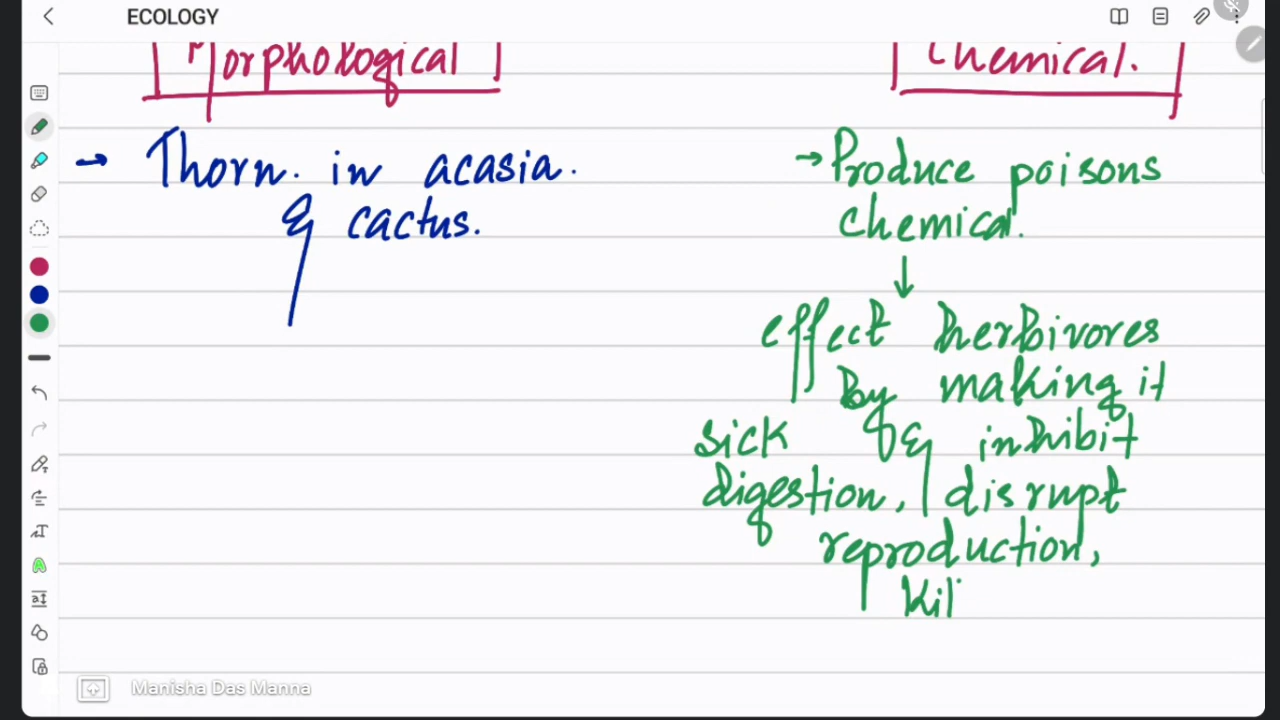 ECOLOGY
Morphological
Chemical.
→ Thorn. in acasia.
& cactus.
→ Produce poisons
chemical.
↓
effect herbivores
By making it
sick & inhibit
digestion, disrupt
reproduction,
Kil
Manisha Das Manna